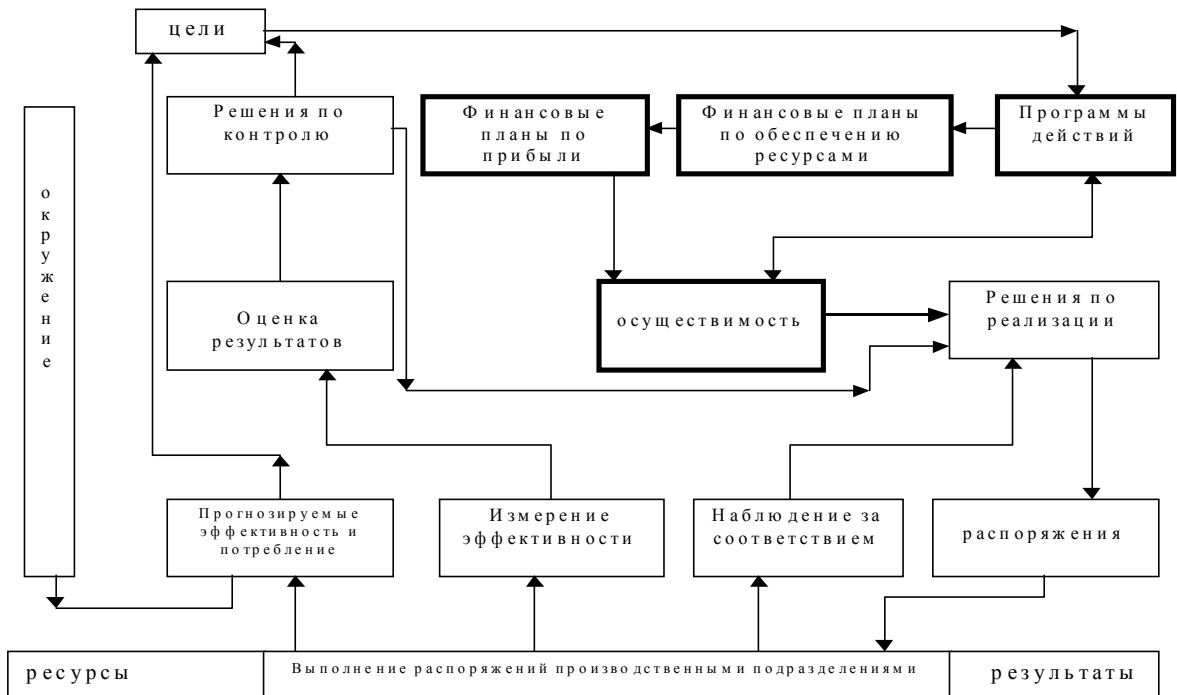 цели
Решения по
контролю
Финансовые
планы по
прибыли
Финансовые планы
по обеспечению
ресурсами
Программы
действий
окружение
Оценка
результатов
осуществимость
Решения по
реализации
Прогнозируемые
эффективность и
потребление
Измерение
эффективности
Наблюдение за
соответствием
распоряжения
ресурсы
Выполнение распоряжений производственными подразделениями
результаты